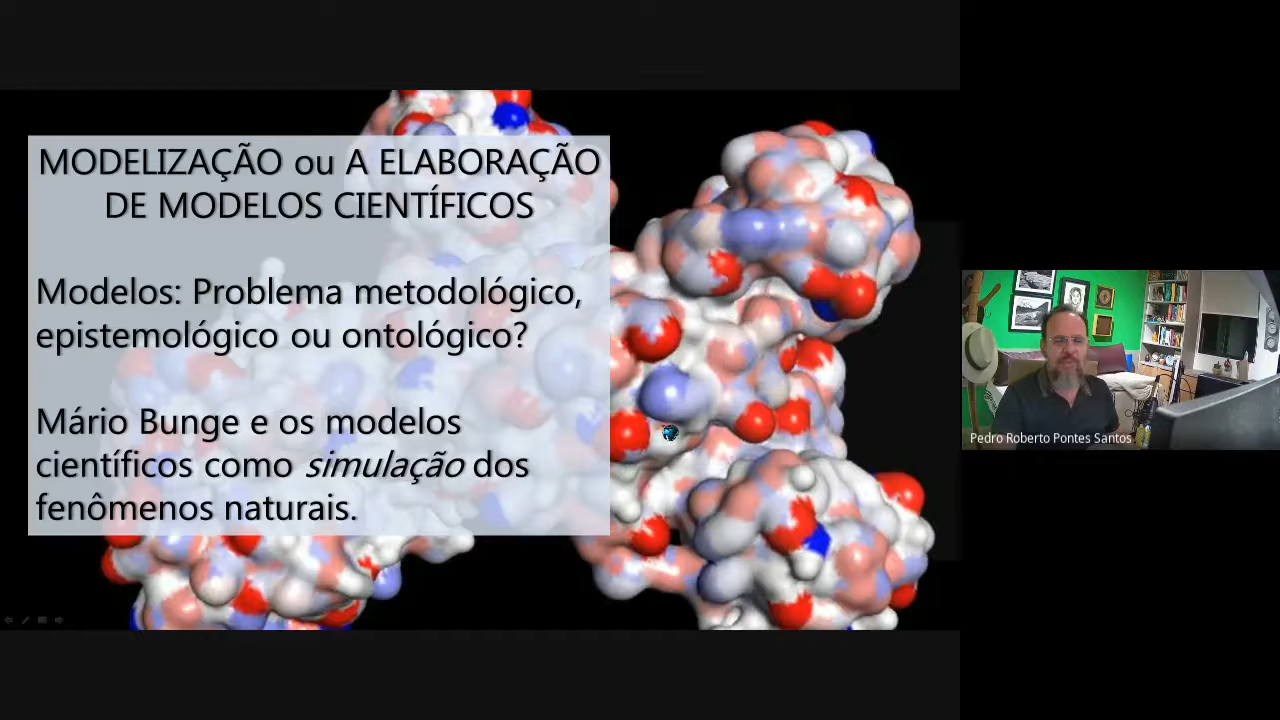 MODELIZAÇÃO ou A ELABORAÇÃO
DE MODELOS CIENTÍFICOS
Modelos: Problema metodológico,
epistemológico ou ontológico?
Mário Bunge e os modelos
científicos como simulação dos
fenômenos naturais.
Pedro Roberto Pontes Santos